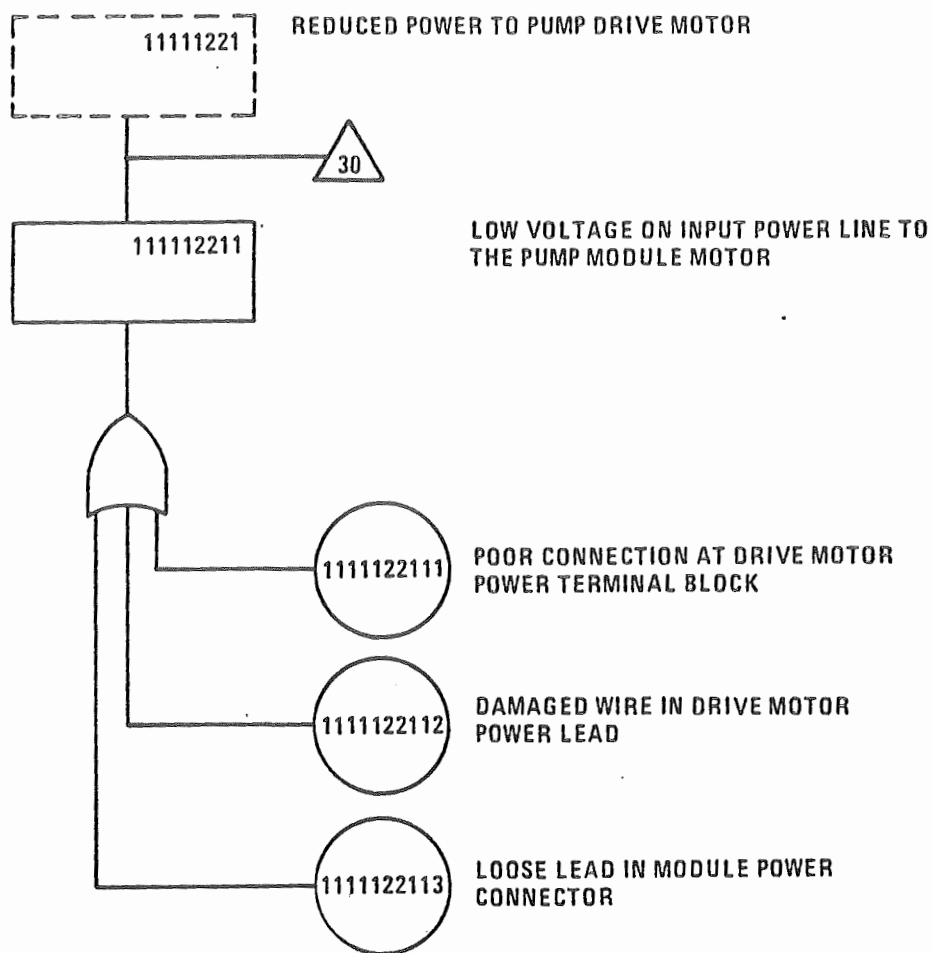 11111221
REDUCED POWER TO PUMP DRIVE MOTOR
30
111112211
LOW VOLTAGE ON INPUT POWER LINE TO
THE PUMP MODULE MOTOR
1111122111
POOR CONNECTION AT DRIVE MOTOR
POWER TERMINAL BLOCK
1111122112
DAMAGED WIRE IN DRIVE MOTOR
POWER LEAD
1111122113
LOOSE LEAD IN MODULE POWER
CONNECTOR